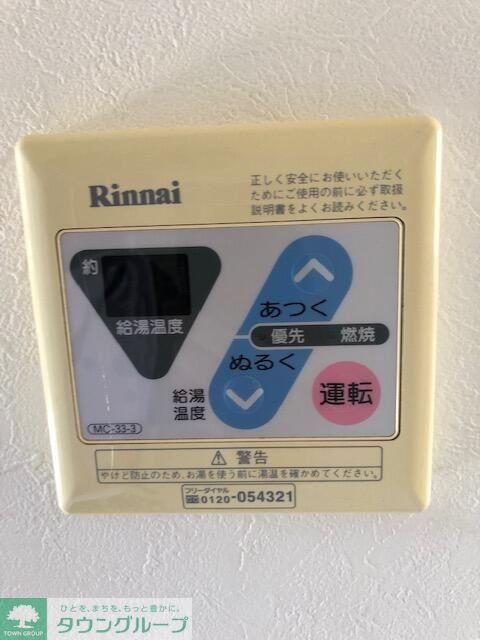 Rinnai
正しく安全にお使いいただく
ためにご使用の前に必ず取扱
説明書をよくお読みください。
約
給湯温度
あつく
優先 燃焼
ぬるく
給湯
温度
運転
MC-33-3
⚠ 警告
やけど防止のため、お湯を使う前に湯温を確かめてください。
フリーダイヤル
0120-054321
TOWN GROUP
ひとを、まちを、もっと豊かに。
タウングループ